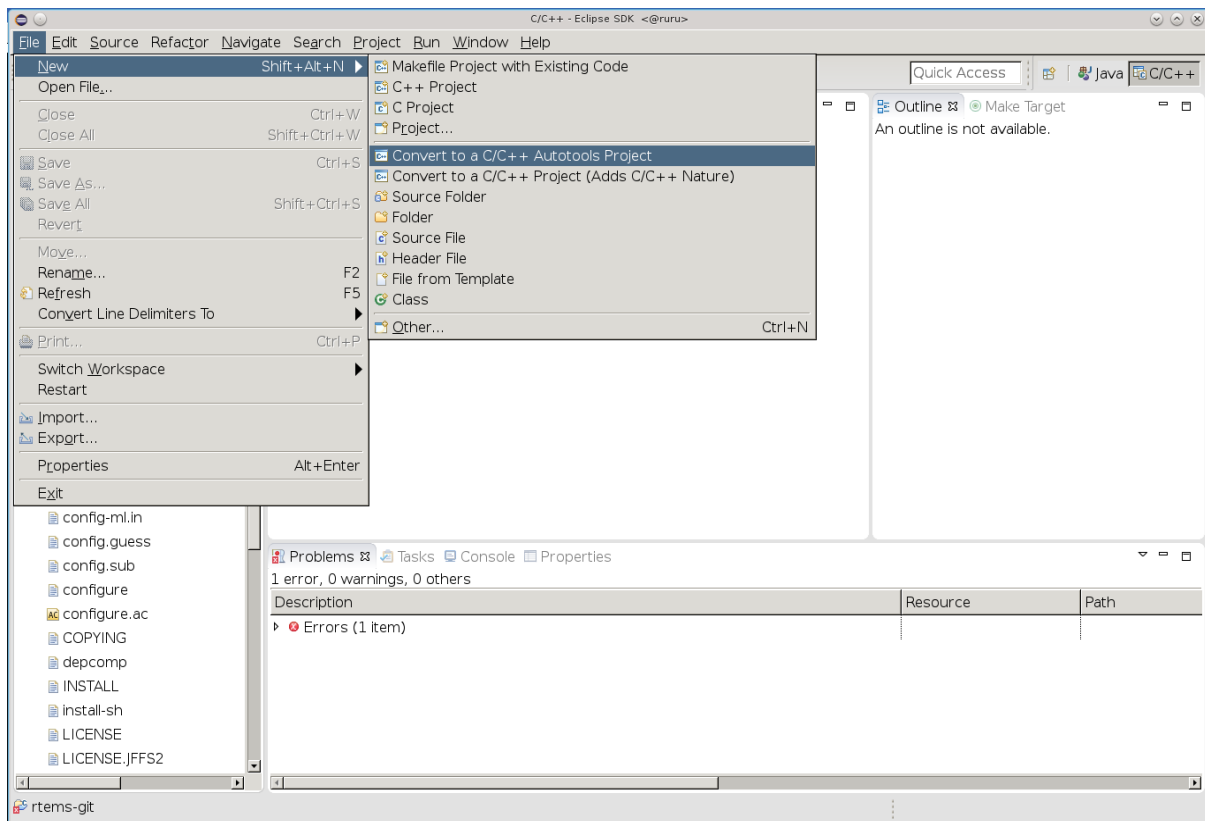 C/C++ - Eclipse SDK <@ruru>
File Edit Source Refactor Navigate Search Project Run Window Help
New Shift+Alt+N
Open File...
Close Ctrl+W
Close All Shift+Ctrl+W
Save Ctrl+S
Save As...
Save All Shift+Ctrl+S
Revert
Move...
Rename... F2
Refresh F5
Convert Line Delimiters To
Print... Ctrl+P
Switch Workspace
Restart
Import...
Export...
Properties Alt+Enter
Exit
Makefile Project with Existing Code
C++ Project
C Project
Project...
Convert to a C/C++ Autotools Project
Convert to a C/C++ Project (Adds C/C++ Nature)
Source Folder
Folder
Source File
Header File
File from Template
Class
Other... Ctrl+N
Quick Access Java C/C++
Outline Make Target
An outline is not available.
config-ml.in
config.guess
config.sub
configure
configure.ac
COPYING
depcomp
INSTALL
install-sh
LICENSE
LICENSE.JFFS2
Problems Tasks Console Properties
1 error, 0 warnings, 0 others
Description Resource Path
Errors (1 item)
rtems-git